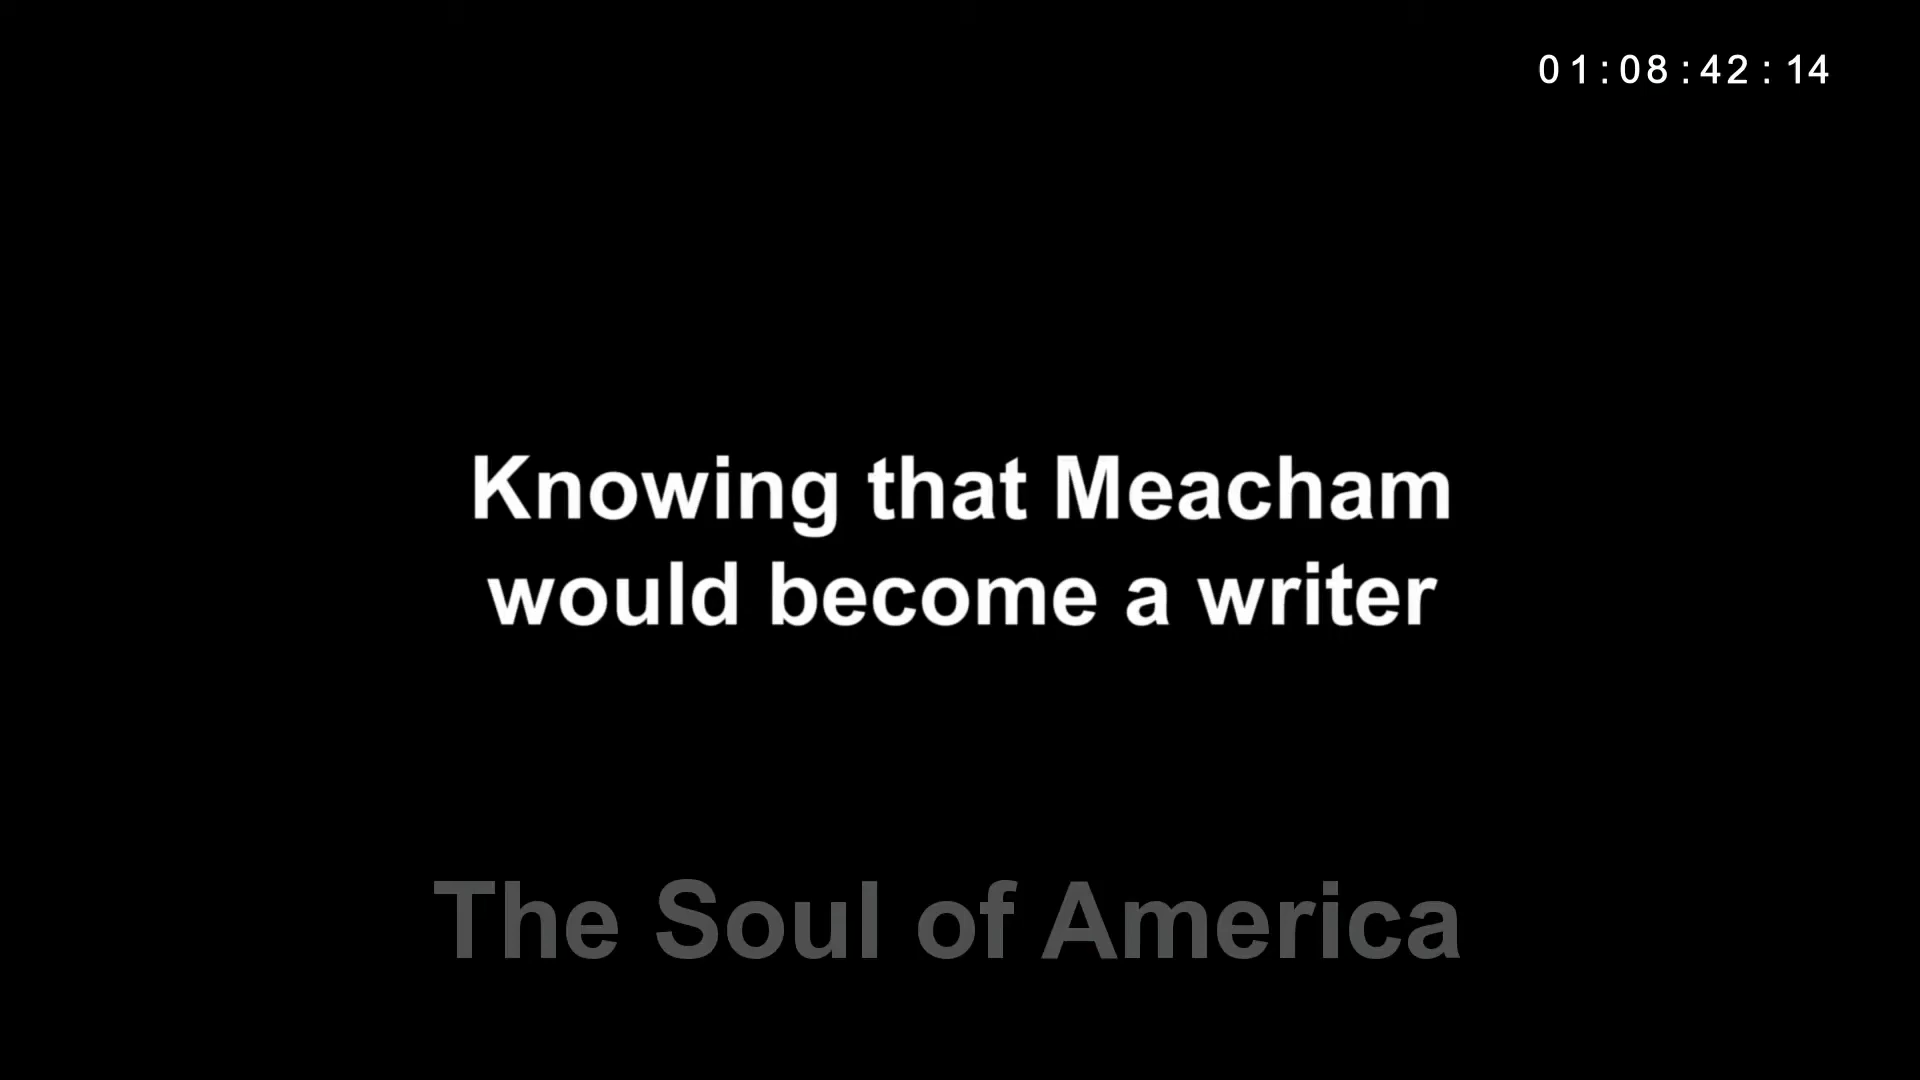 01:08:42:14
Knowing that Meacham
would become a writer
The Soul of America